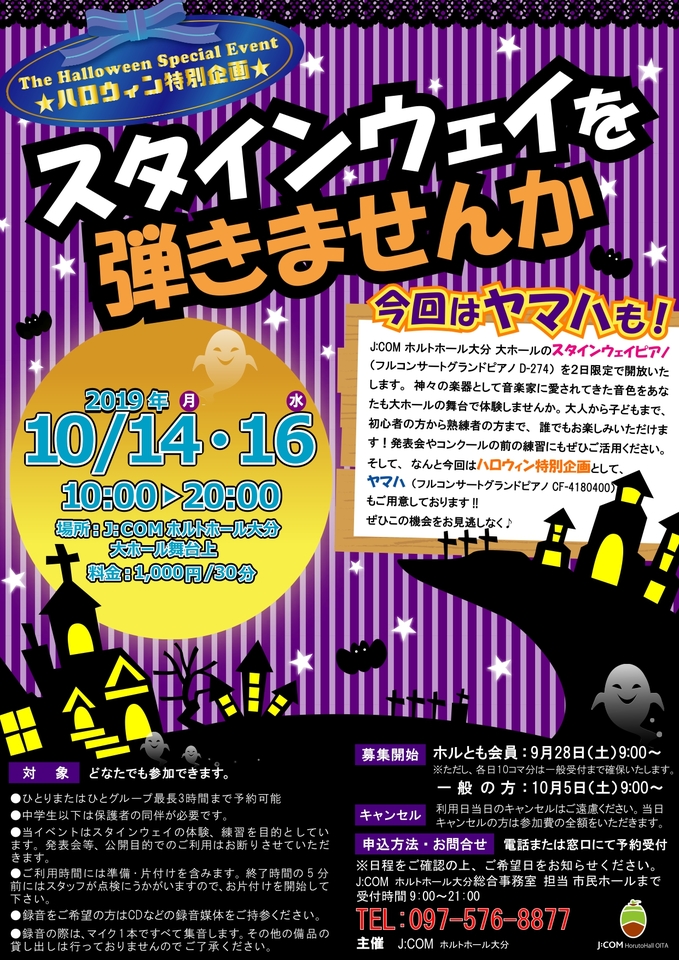 The Halloween Special Event
★ハロウィン特別企画★
スタインウェイを
弾きませんか
今回はヤマハも！
J:COM ホルトホール大分 大ホールのスタインウェイピアノ
（フルコンサートグランドピアノ D-274）を2日限定で開放いた
します。 神々の楽器として音楽家に愛されてきた音色をあな
たも大ホールの舞台で体験しませんか。大人から子どもまで、
初心者の方から熟練者の方まで、 誰でもお楽しみいただけま
す！発表会やコンクールの前の練習にもぜひご活用ください。
そして、 なんと今回はハロウィン特別企画として、
ヤマハ（フルコンサートグランドピアノ CF-4180400）
もご用意しております!!
ぜひこの機会をお見逃しなく♪
2019 年 月 水
10/14・16
10:00▶20:00
場所：J:COM ホルトホール大分
大ホール舞台上
料金：1,000円/30分
対 象 どなたでも参加できます。
●ひとりまたはひとグループ最長3時間まで予約可能
●中学生以下は保護者の同伴が必要です。
●当イベントはスタインウェイの体験、練習を目的としてい
ます。発表会等、公開目的でのご利用はお断りさせていただ
きます。
●ご利用時間には準備・片付けを含みます。終了時間の 5 分
前にはスタッフが点検にうかがいますので、お片付けを開始して
下さい。
●録音をご希望の方はCDなどの録音媒体をご持参ください。
●録音の際は、マイク1本ですべて集音します。その他の備品の
貸し出しは行っておりませんのでご了承ください。
募集開始 ホルとも会員：9月28日(土)9:00～
※ただし、各日10コマ分は一般受付まで確保いたします。
一 般 の 方：10月5日(土)9:00～
キャンセル 利用日当日のキャンセルはご遠慮ください。当日
キャンセルの方は参加費の全額をいただきます。
申込方法・お問合せ 電話または窓口にて予約受付
※日程をご確認の上、ご希望日をお知らせください。
J:COM ホルトホール大分総合事務室 担当 市民ホールまで
受付時間 9:00～21:00
TEL：097-576-8877
主催 J:COM ホルトホール大分
J:COM HorutoHall OITA